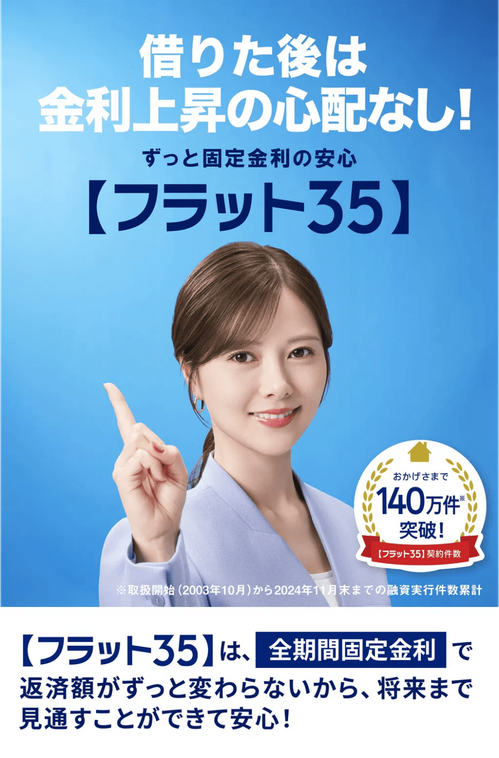 借りた後は
金利上昇の心配なし!
ずっと固定金利の安心
【フラット35】
おかげさまで
140万件※
突破!
【フラット35】契約件数
※取扱開始(2003年10月)から2024年11月末までの融資実行件数累計
【フラット35】は、全期間固定金利で
返済額がずっと変わらないから、将来まで
見通すことができて安心!